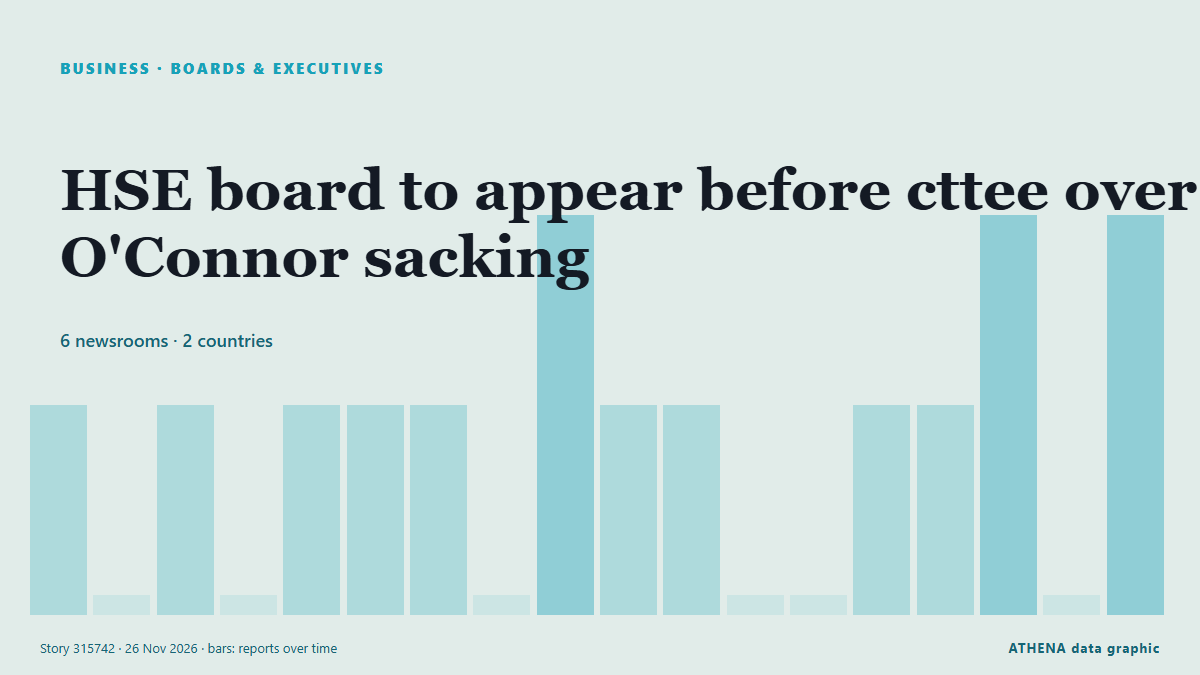 BUSINESS · BOARDS & EXECUTIVES
HSE board to appear before cttee over
O'Connor sacking
6 newsrooms · 2 countries
Story 315742 · 26 Nov 2026 · bars: reports over time
ATHENA data graphic